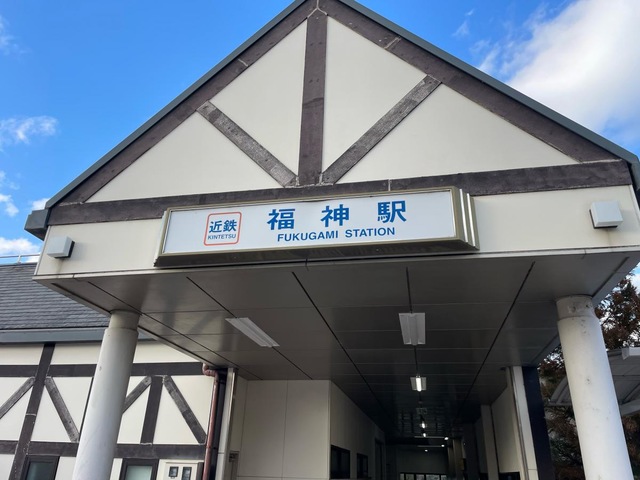 近鉄
KINTETSU
福神駅
FUKUGAMI STATION